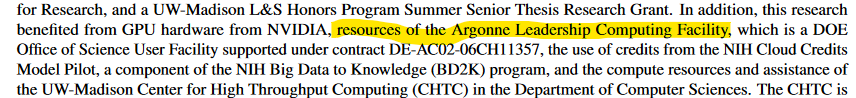 for Research, and a UW-Madison L&S Honors Program Summer Senior Thesis Research Grant. In addition, this research
benefited from GPU hardware from NVIDIA, resources of the Argonne Leadership Computing Facility, which is a DOE
Office of Science User Facility supported under contract DE-AC02-06CH11357, the use of credits from the NIH Cloud Credits
Model Pilot, a component of the NIH Big Data to Knowledge (BD2K) program, and the compute resources and assistance of
the UW-Madison Center for High Throughput Computing (CHTC) in the Department of Computer Sciences. The CHTC is